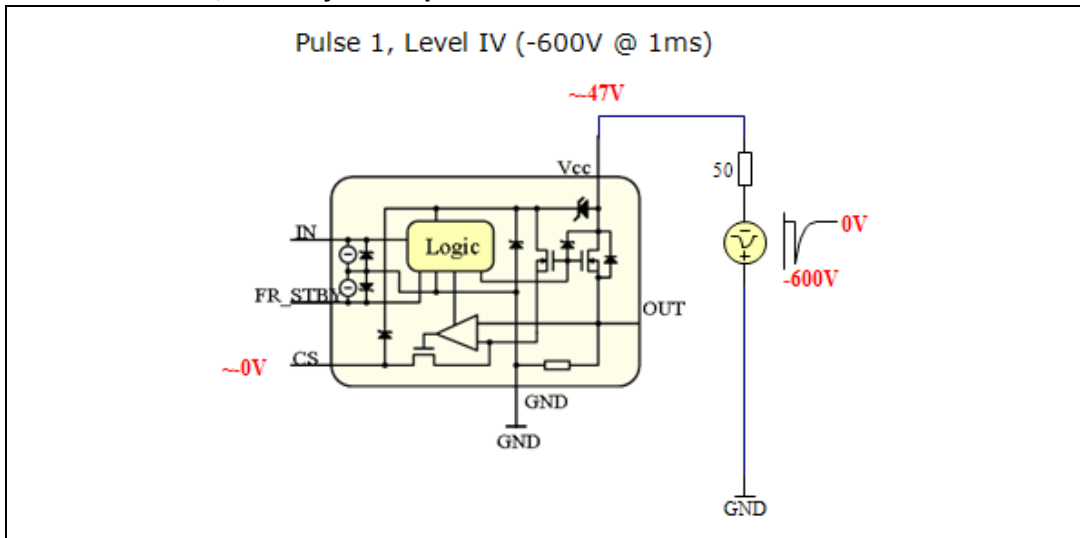 Pulse 1, Level IV (-600V @ 1ms)
~-47V
Vcc
50
IN
Logic
0V
-600V
FR_STBY
OUT
CS
~-0V
GND
GND
GND